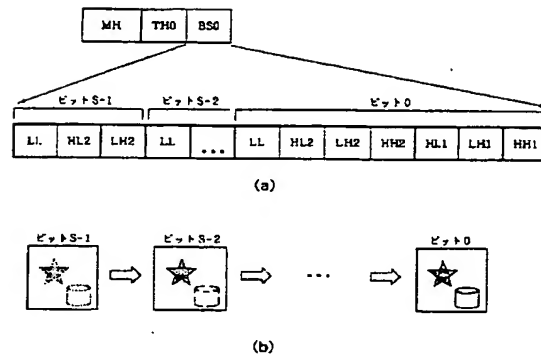 MH TH0 BS0
ビットS-1 ビットS-2 ビット0
LL HL2 LH2 LL ... LL HL2 LH2 HH2 HL1 LH1 HH1
(a)
ビットS-1 ビットS-2 ビット0
...
(b)